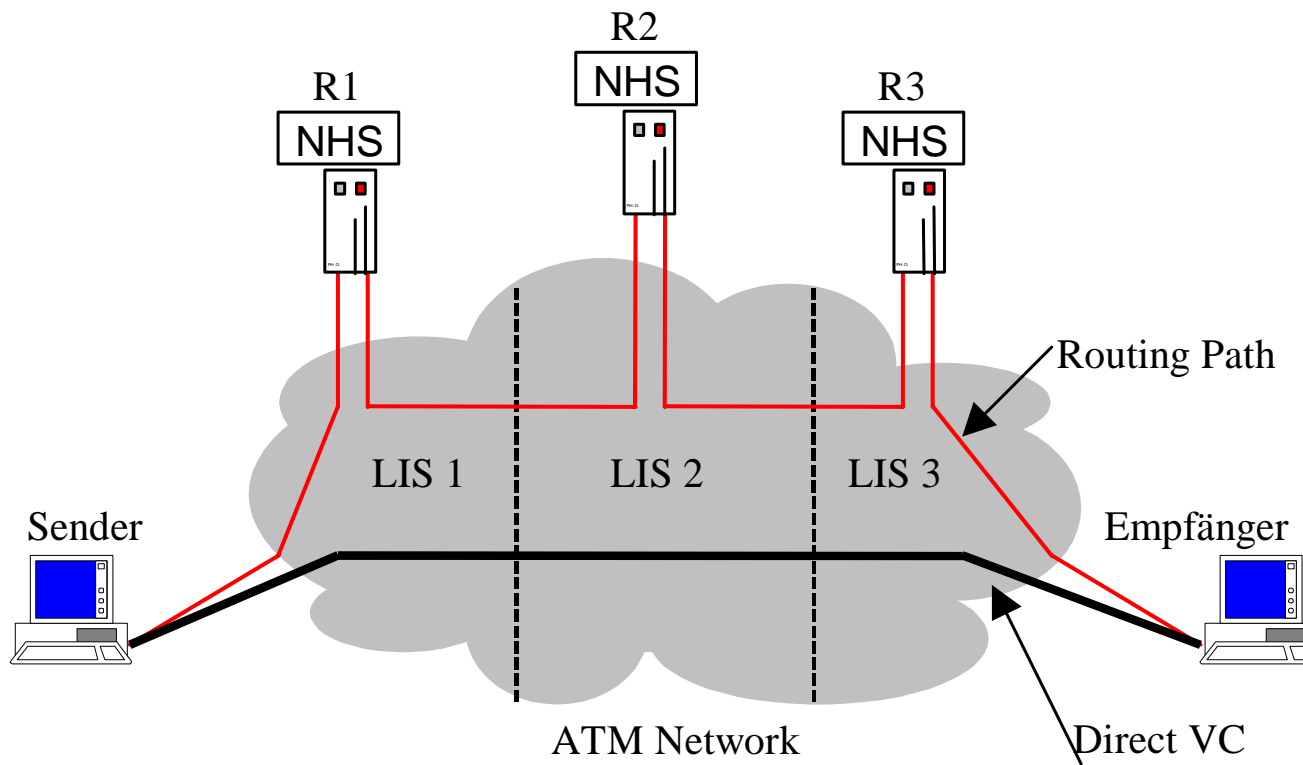 R2
NHS
R1
NHS
R3
NHS
Routing Path
LIS 1
LIS 2
LIS 3
Sender
Empfänger
ATM Network
Direct VC